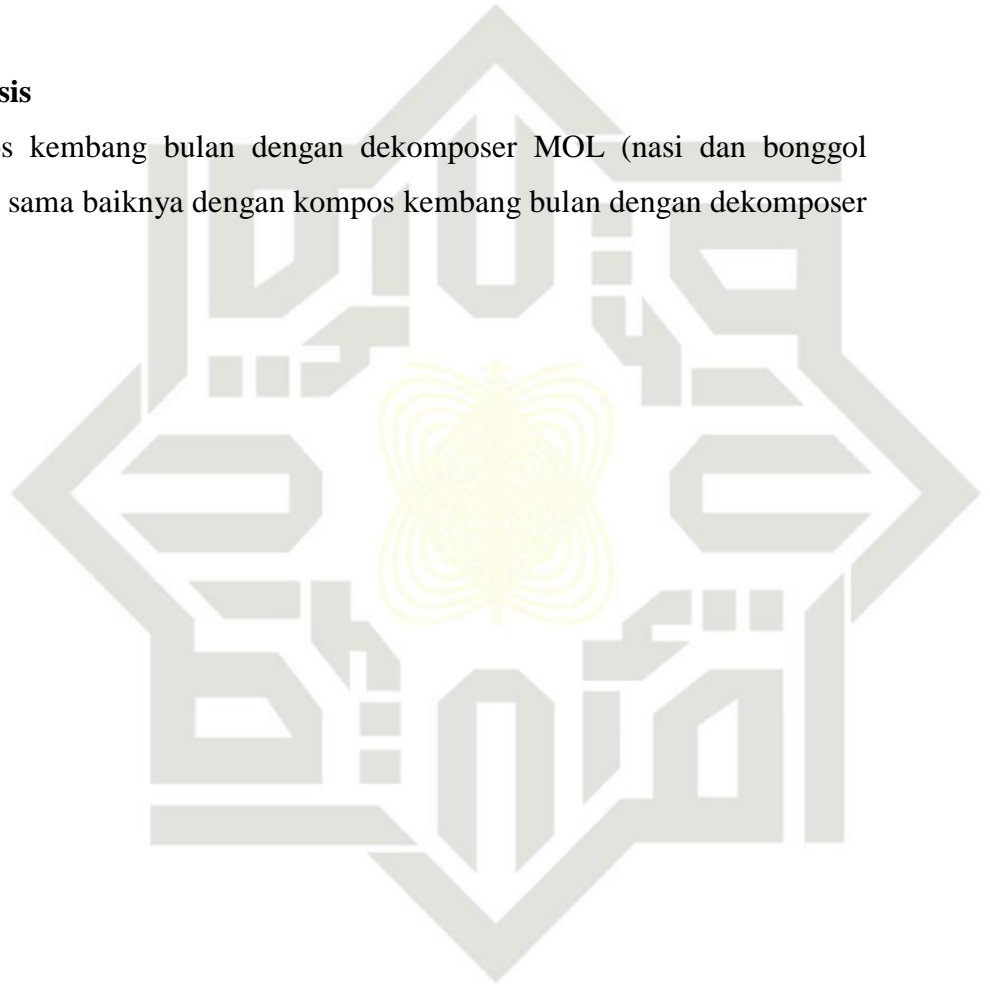 sis
s kembang bulan dengan dekomposer MOL (nasi dan bonggol
sama baiknya dengan kompos kembang bulan dengan dekomposer